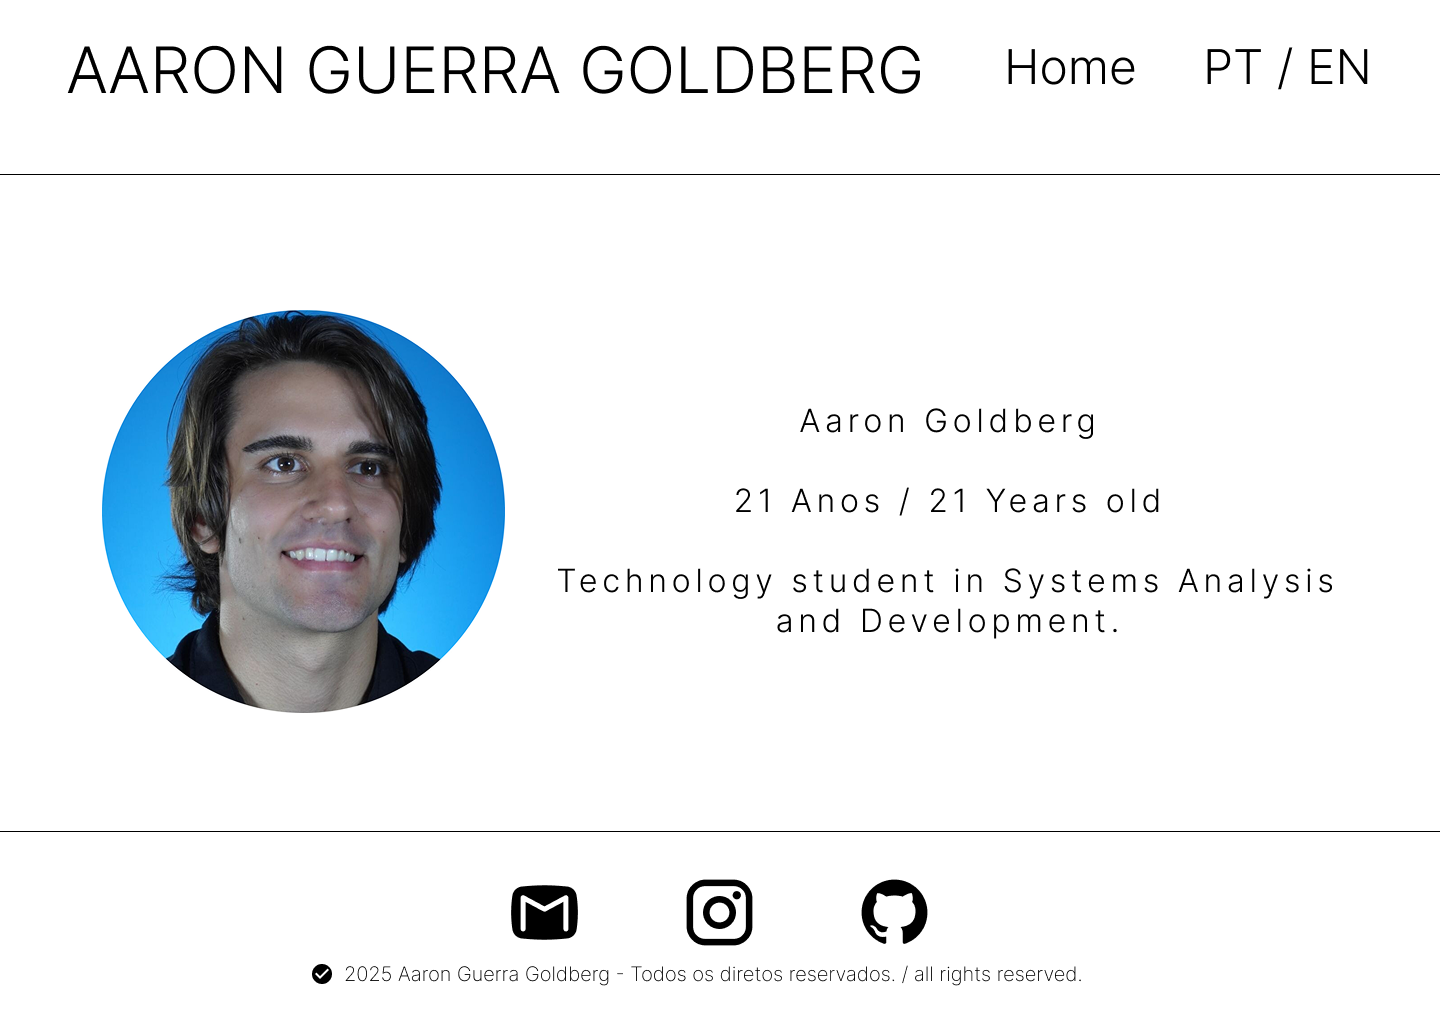 AARON GUERRA GOLDBERG Home PT / EN
Aaron Goldberg
21 Anos / 21 Years old
Technology student in Systems Analysis
and Development.
2025 Aaron Guerra Goldberg - Todos os diretos reservados. / all rights reserved.